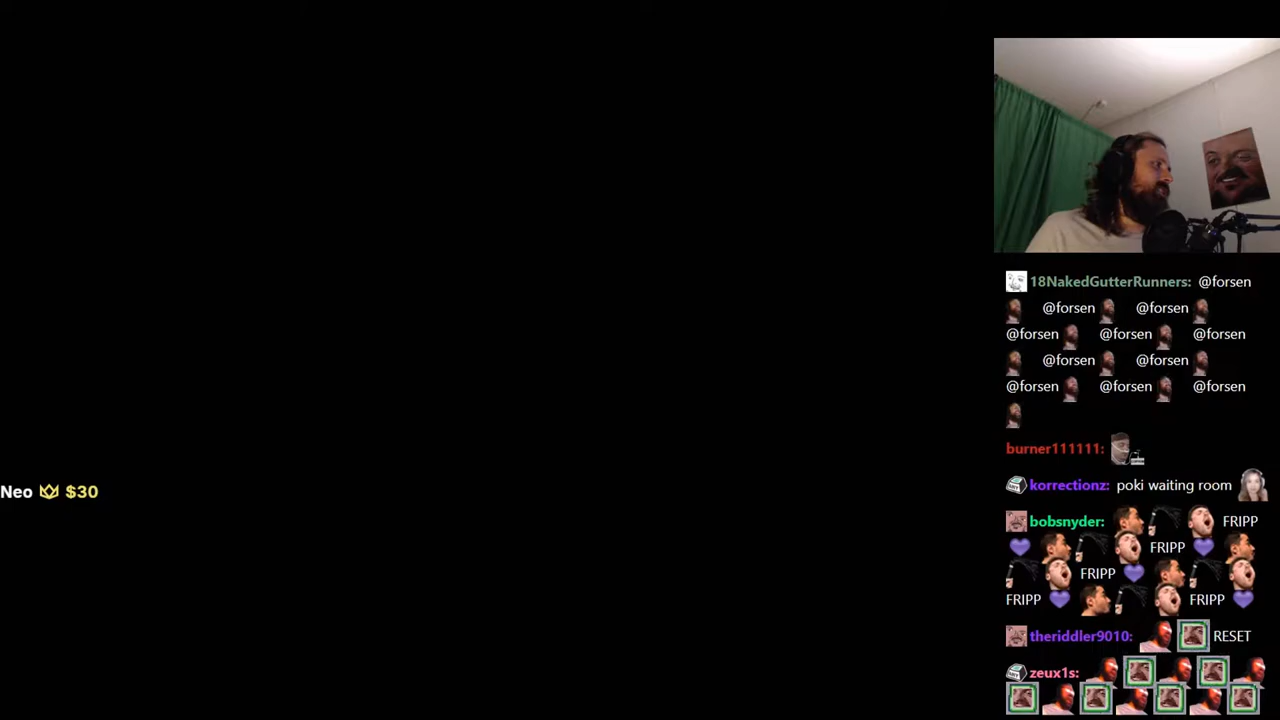 18NakedGutterRunners: @forsen
@forsen @forsen
@forsen @forsen @forsen
@forsen @forsen
@forsen @forsen @forsen
burner111111:
korrectionz: poki waiting room
Neo $30
bobsnyder: FRIPP
FRIPP
FRIPP
FRIPP FRIPP
theriddler9010: RESET
zeux1s: